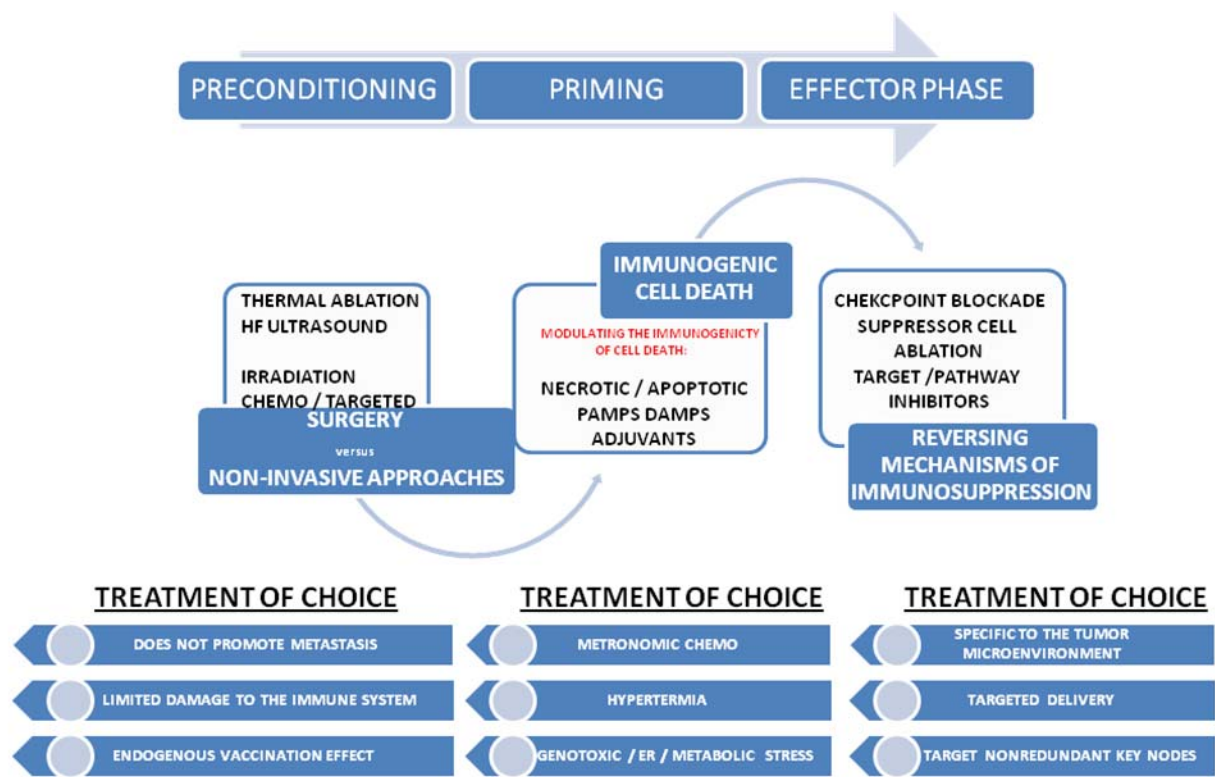 PRECONDITIONING
PRIMING
EFFECTOR PHASE
THERMAL ABLATION
HF ULTRASOUND
IRRADIATION
CHEMO / TARGETED
SURGERY
versus
NON-INVASIVE APPROACHES
IMMUNOGENIC
CELL DEATH
MODULATING THE IMMUNOGENICTY
OF CELL DEATH:
NECROTIC / APOPTOTIC
PAMPS DAMPS
ADJUVANTS
CHEKCPOINT BLOCKADE
SUPPRESSOR CELL
ABLATION
TARGET /PATHWAY
INHIBITORS
REVERSING
MECHANISMS OF
IMMUNOSUPPRESSION
TREATMENT OF CHOICE
DOES NOT PROMOTE METASTASIS
LIMITED DAMAGE TO THE IMMUNE SYSTEM
ENDOGENOUS VACCINATION EFFECT
TREATMENT OF CHOICE
METRONOMIC CHEMO
HYPERTERMIA
GENOTOXIC / ER / METABOLIC STRESS
TREATMENT OF CHOICE
SPECIFIC TO THE TUMOR
MICROENVIRONMENT
TARGETED DELIVERY
TARGET NONREDUNDANT KEY NODES